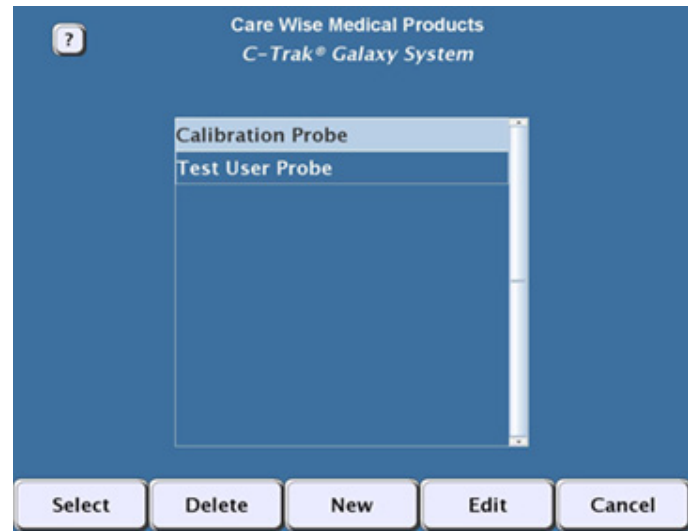 ?
Care Wise Medical Products
C-Trak® Galaxy System
Calibration Probe
Test User Probe
Select
Delete
New
Edit
Cancel